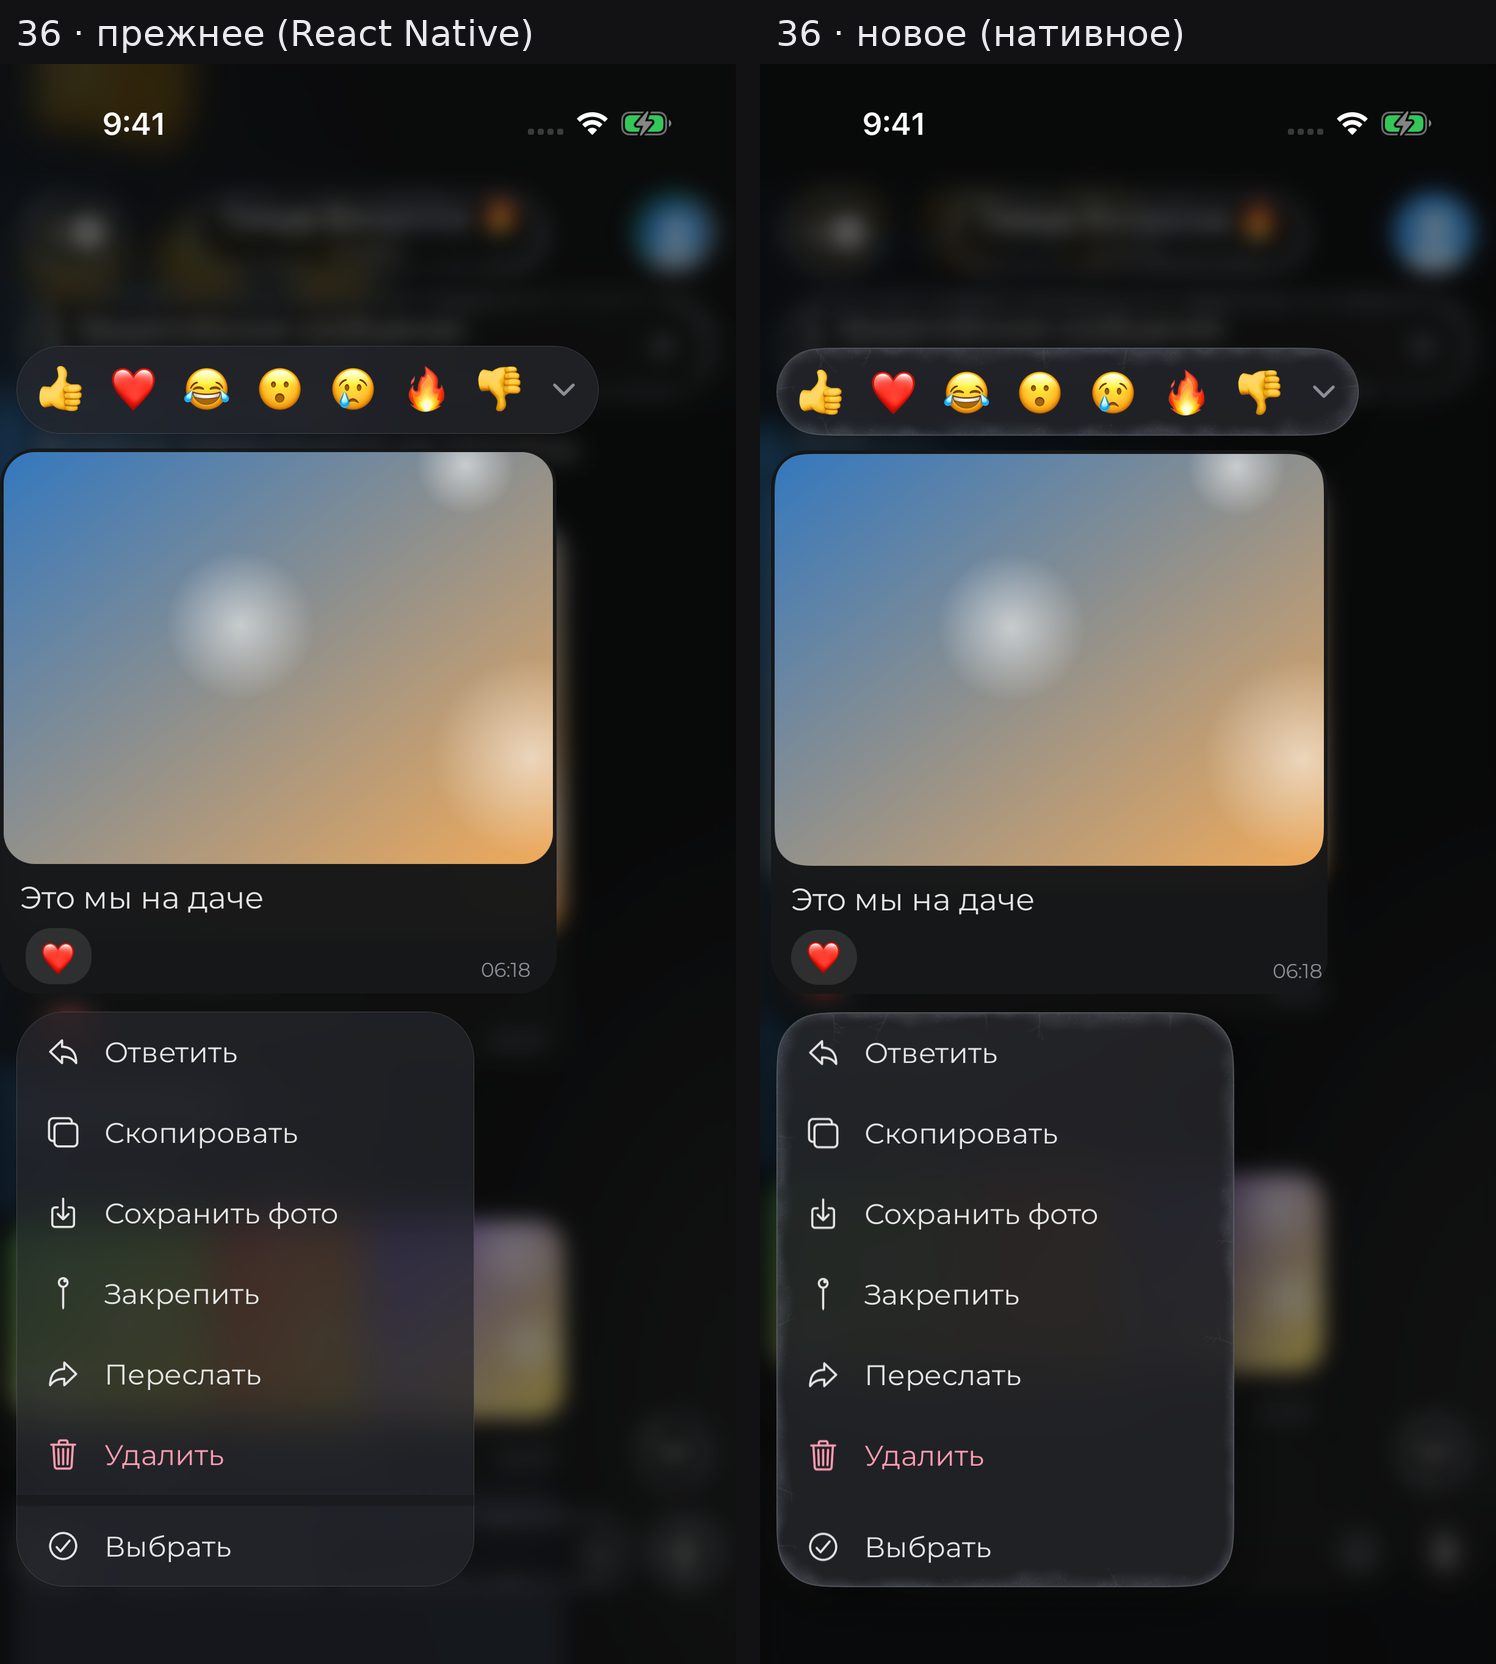 36 · прежнее (React Native)
9:41
Это мы на даче
06:18
Ответить
Скопировать
Сохранить фото
Закрепить
Переслать
Удалить
Выбрать
36 · новое (нативное)
9:41
Это мы на даче
06:18
Ответить
Скопировать
Сохранить фото
Закрепить
Переслать
Удалить
Выбрать